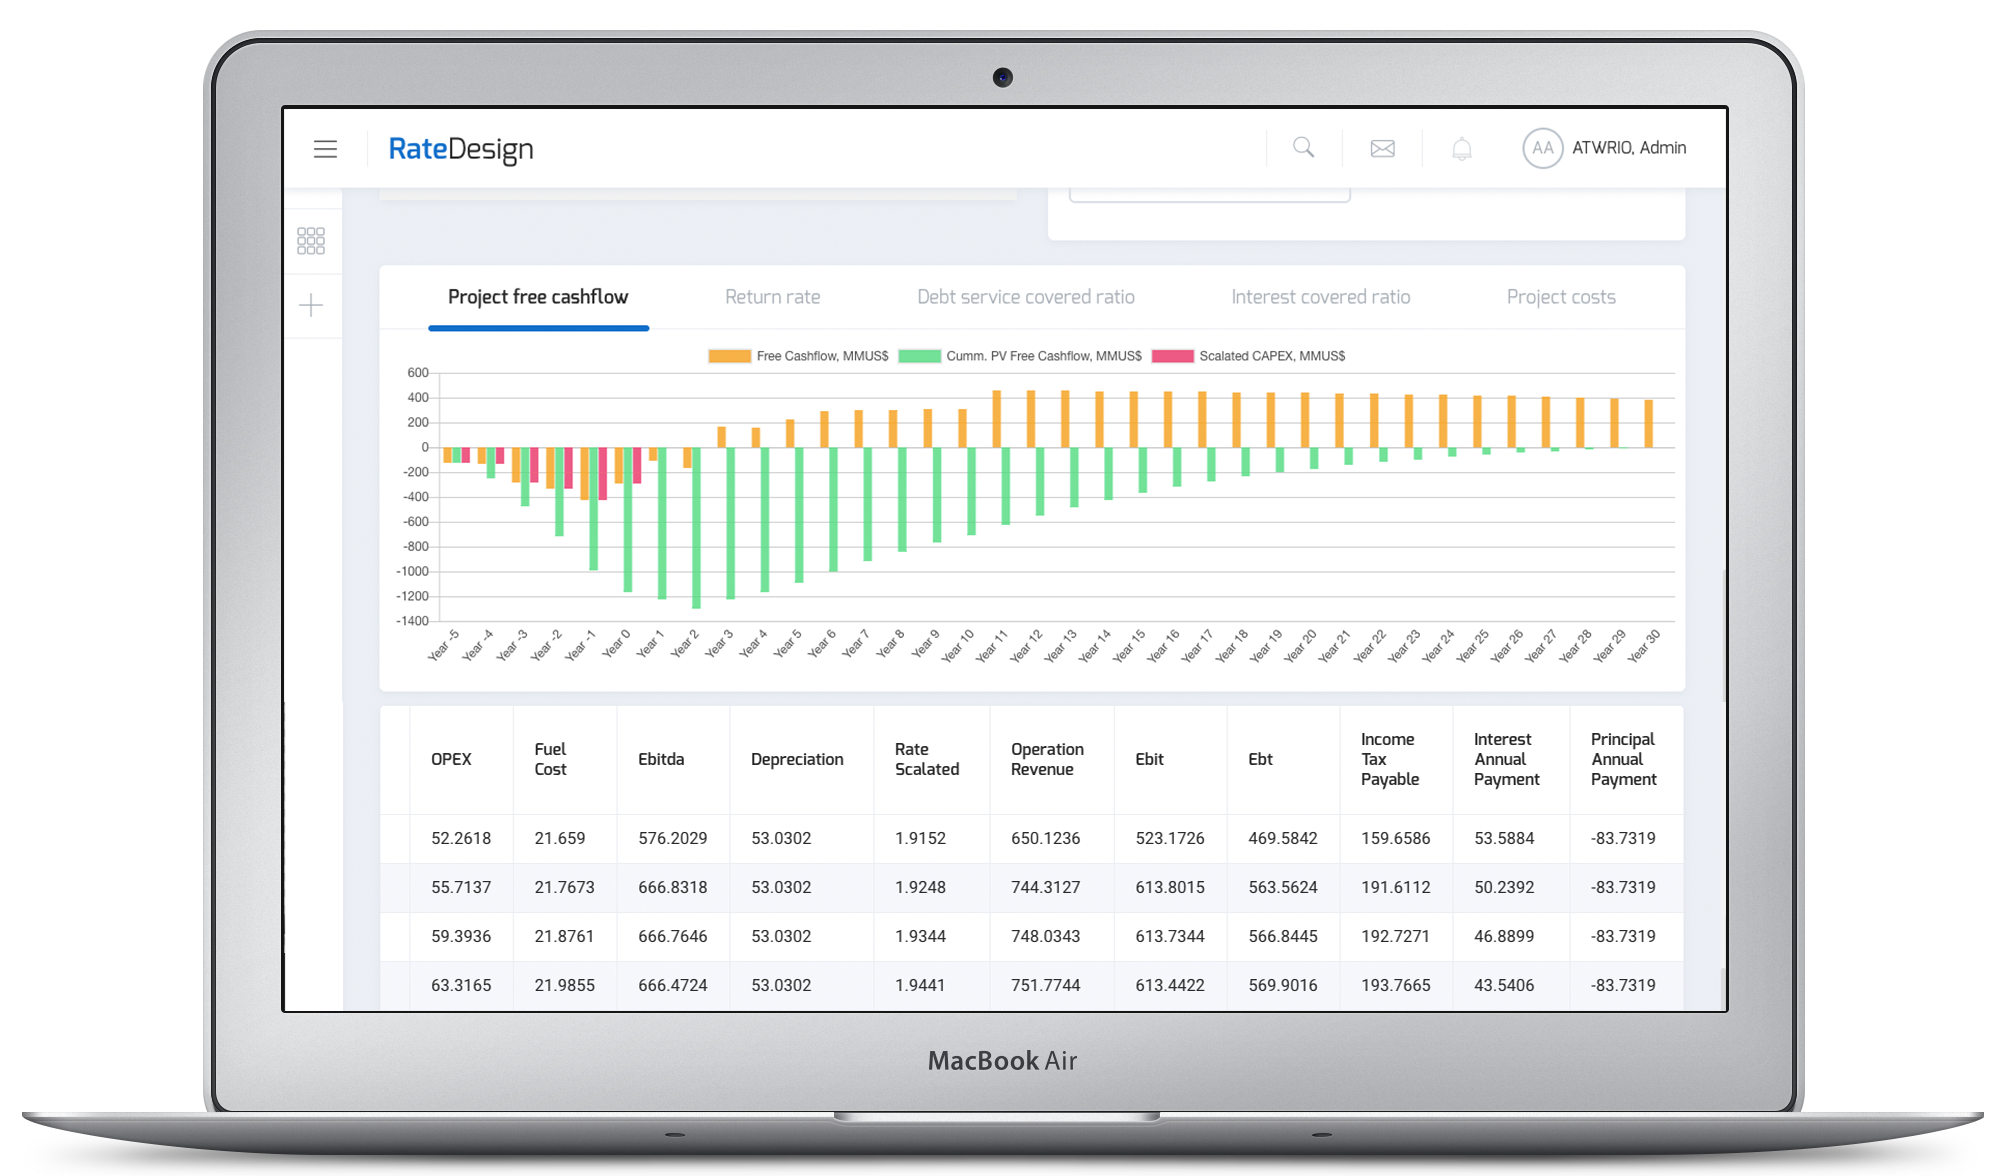 RateDesign
AA
ATWRIO, Admin
Project free cashflow
Return rate
Debt service covered ratio
Interest covered ratio
Project costs
Free Cashflow, MMUS$
Cumm. PV Free Cashflow, MMUS$
Scalated CAPEX, MMUS$
600
400
200
0
-200
-400
-600
-800
-1000
-1200
-1400
Year -5 Year -4 Year -3 Year -2 Year -1 Year 0 Year 1 Year 2 Year 3 Year 4 Year 5 Year 6 Year 7 Year 8 Year 9 Year 10 Year 11 Year 12 Year 13 Year 14 Year 15 Year 16 Year 17 Year 18 Year 19 Year 20 Year 21 Year 22 Year 23 Year 24 Year 25 Year 26 Year 27 Year 28 Year 29 Year 30
OPEX
Fuel
Cost
Ebitda
Depreciation
Rate
Scalated
Operation
Revenue
Ebit
Ebt
Income
Tax
Payable
Interest
Annual
Payment
Principal
Annual
Payment
52.2618 21.659 576.2029 53.0302 1.9152 650.1236 523.1726 469.5842 159.6586 53.5884 -83.7319
55.7137 21.7673 666.8318 53.0302 1.9248 744.3127 613.8015 563.5624 191.6112 50.2392 -83.7319
59.3936 21.8761 666.7646 53.0302 1.9344 748.0343 613.7344 566.8445 192.7271 46.8899 -83.7319
63.3165 21.9855 666.4724 53.0302 1.9441 751.7744 613.4422 569.9016 193.7665 43.5406 -83.7319
MacBook Air